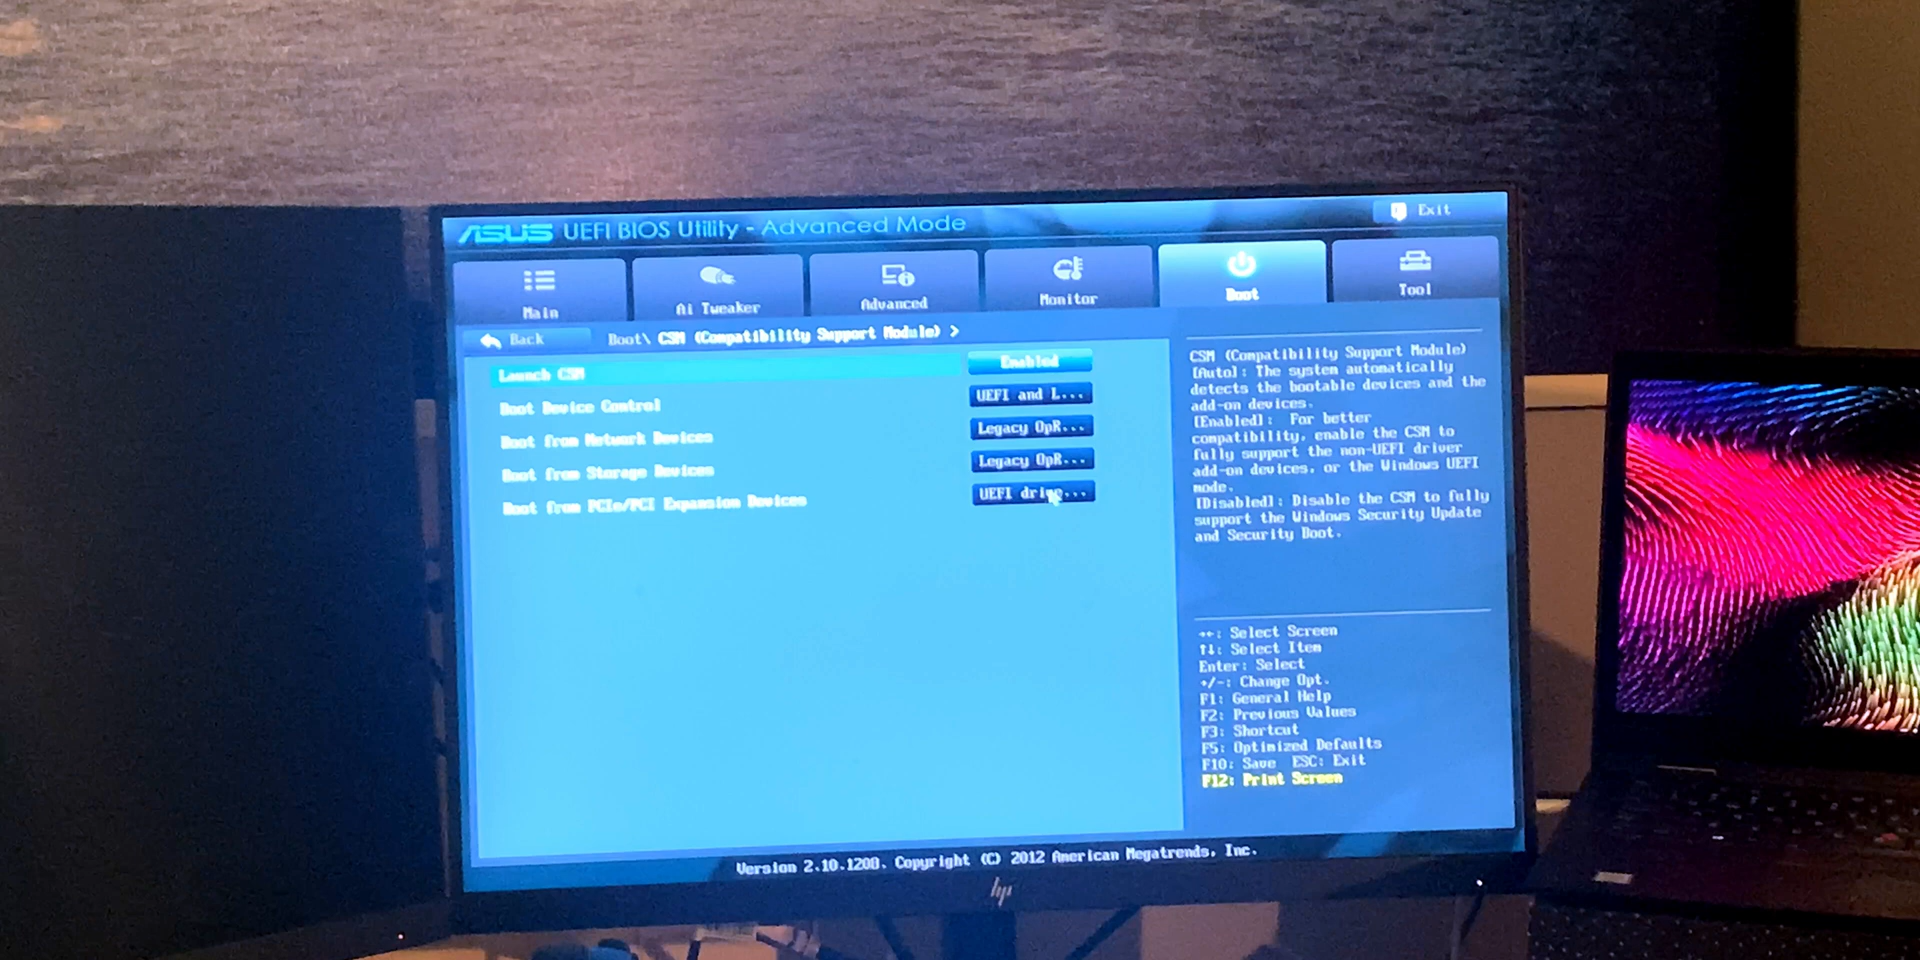 ASUS UEFI BIOS Utility - Advanced Mode
Exit
Main
Ai Tweaker
Advanced
Monitor
Boot
Tool
Back
Boot\ CSM (Compatibility Support Module) >
Launch CSM
Enabled
Boot Device Control
UEFI and L...
Boot from Network Devices
Legacy OpR...
Boot from Storage Devices
Legacy OpR...
Boot from PCIe/PCI Expansion Devices
UEFI drive...
CSM (Compatibility Support Module)
[Auto]: The system automatically
detects the bootable devices and the
add-on devices.
[Enabled]: For better
compatibility, enable the CSM to
fully support the non-UEFI driver
add-on devices, or the Windows UEFI
mode.
[Disabled]: Disable the CSM to fully
support the Windows Security Update
and Security Boot.
→←: Select Screen
↑↓: Select Item
Enter: Select
+/-: Change Opt.
F1: General Help
F2: Previous Values
F3: Shortcut
F5: Optimized Defaults
F10: Save ESC: Exit
F12: Print Screen
Version 2.10.1208. Copyright (C) 2012 American Megatrends, Inc.
hp